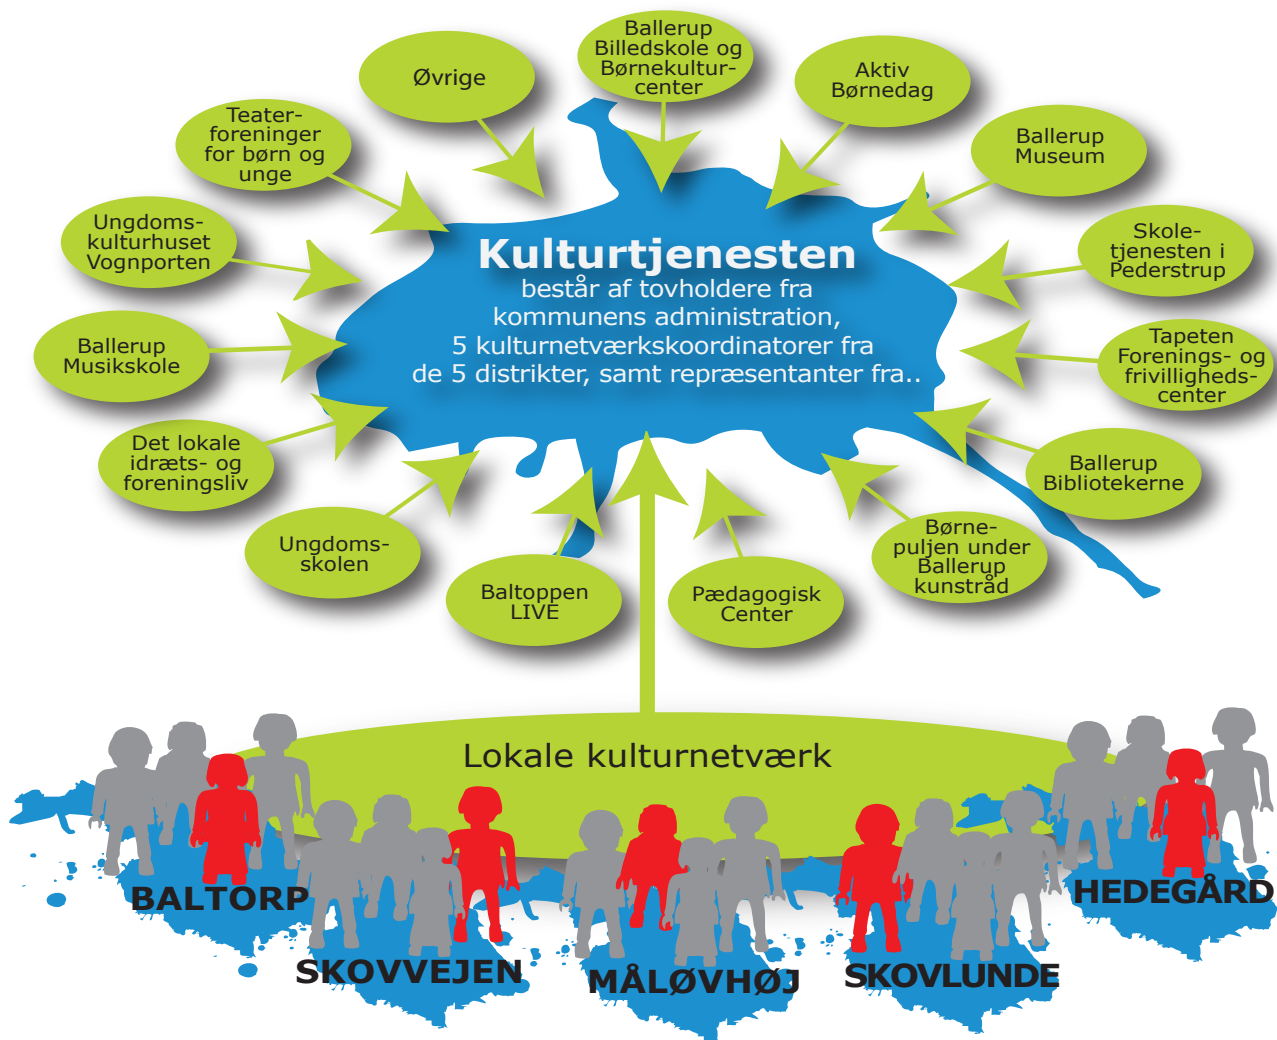 Ballerup
Billedskole og
Børnekultur-
center
Øvrige
Aktiv
Børnedag
Teater-
foreninger
for børn og
unge
Ballerup
Museum
Ungdoms-
kulturhuset
Vognporten
Skole-
tjenesten i
Pederstrup
Kulturtjenesten
består af tovholdere fra
kommunens administration,
5 kulturnetværkskoordinatorer fra
de 5 distrikter, samt repræsentanter fra..
Ballerup
Musikskole
Tapeten
Forenings- og
frivilligheds-
center
Det lokale
idræts- og
foreningsliv
Ballerup
Bibliotekerne
Ungdoms-
skolen
Børne-
puljen under
Ballerup
kunstråd
Baltoppen
LIVE
Pædagogisk
Center
Lokale kulturnetværk
BALTORP
SKOVVEJEN
MÅLØVHØJ
SKOVLUNDE
HEDEGÅRD